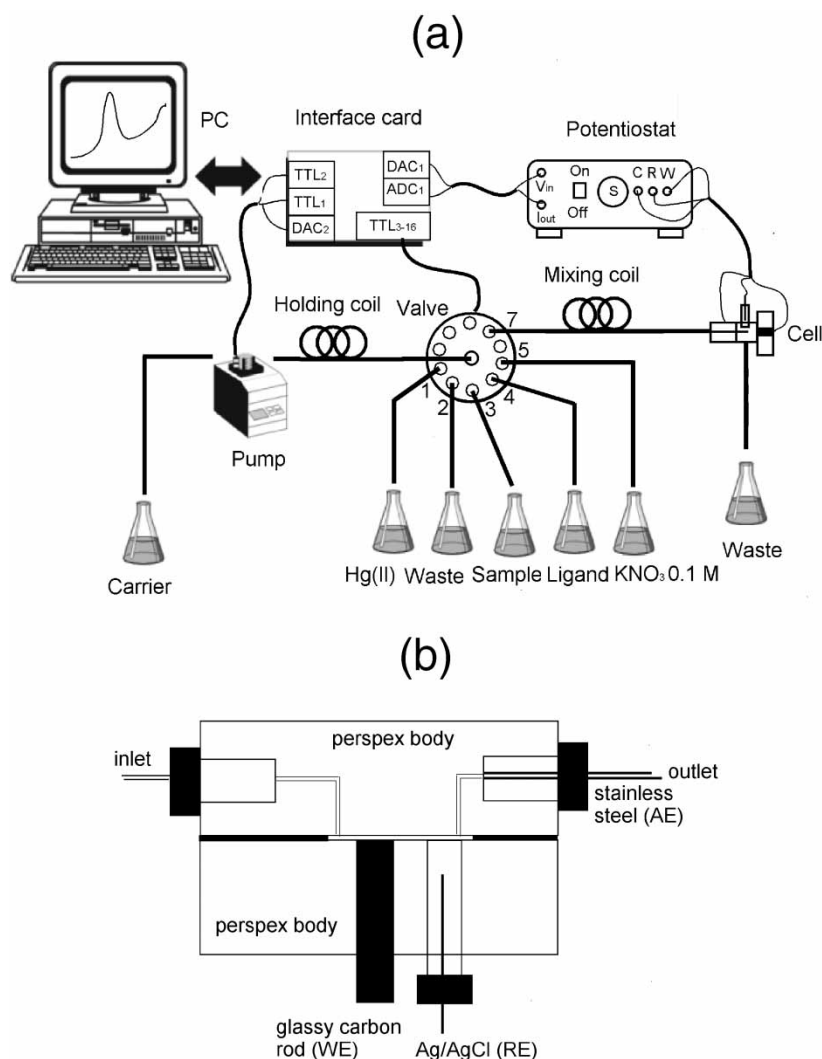 (a)
PC
Interface card
Potentiostat
TTL₂
TTL₁
DAC₂
DAC₁
ADC₁
TTL₃₋₁₆
Vin
Iout
On
Off
S
C R W
Holding coil
Valve
Mixing coil
7
5
4
3
2
1
Cell
Pump
Carrier
Hg(II) Waste Sample Ligand KNO₃ 0.1 M
Waste
(b)
perspex body
inlet
outlet
stainless
steel (AE)
perspex body
glassy carbon
rod (WE)
Ag/AgCl (RE)